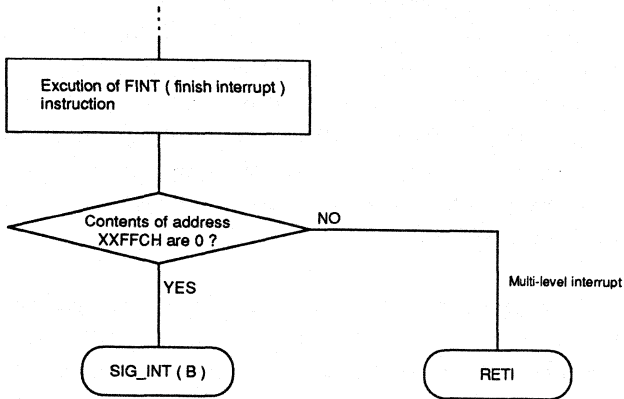 Excution of FINT ( finish interrupt )
instruction
Contents of address
XXFFCH are 0 ?
NO
YES
Multi-level interrupt
SIG_INT ( B )
RETI